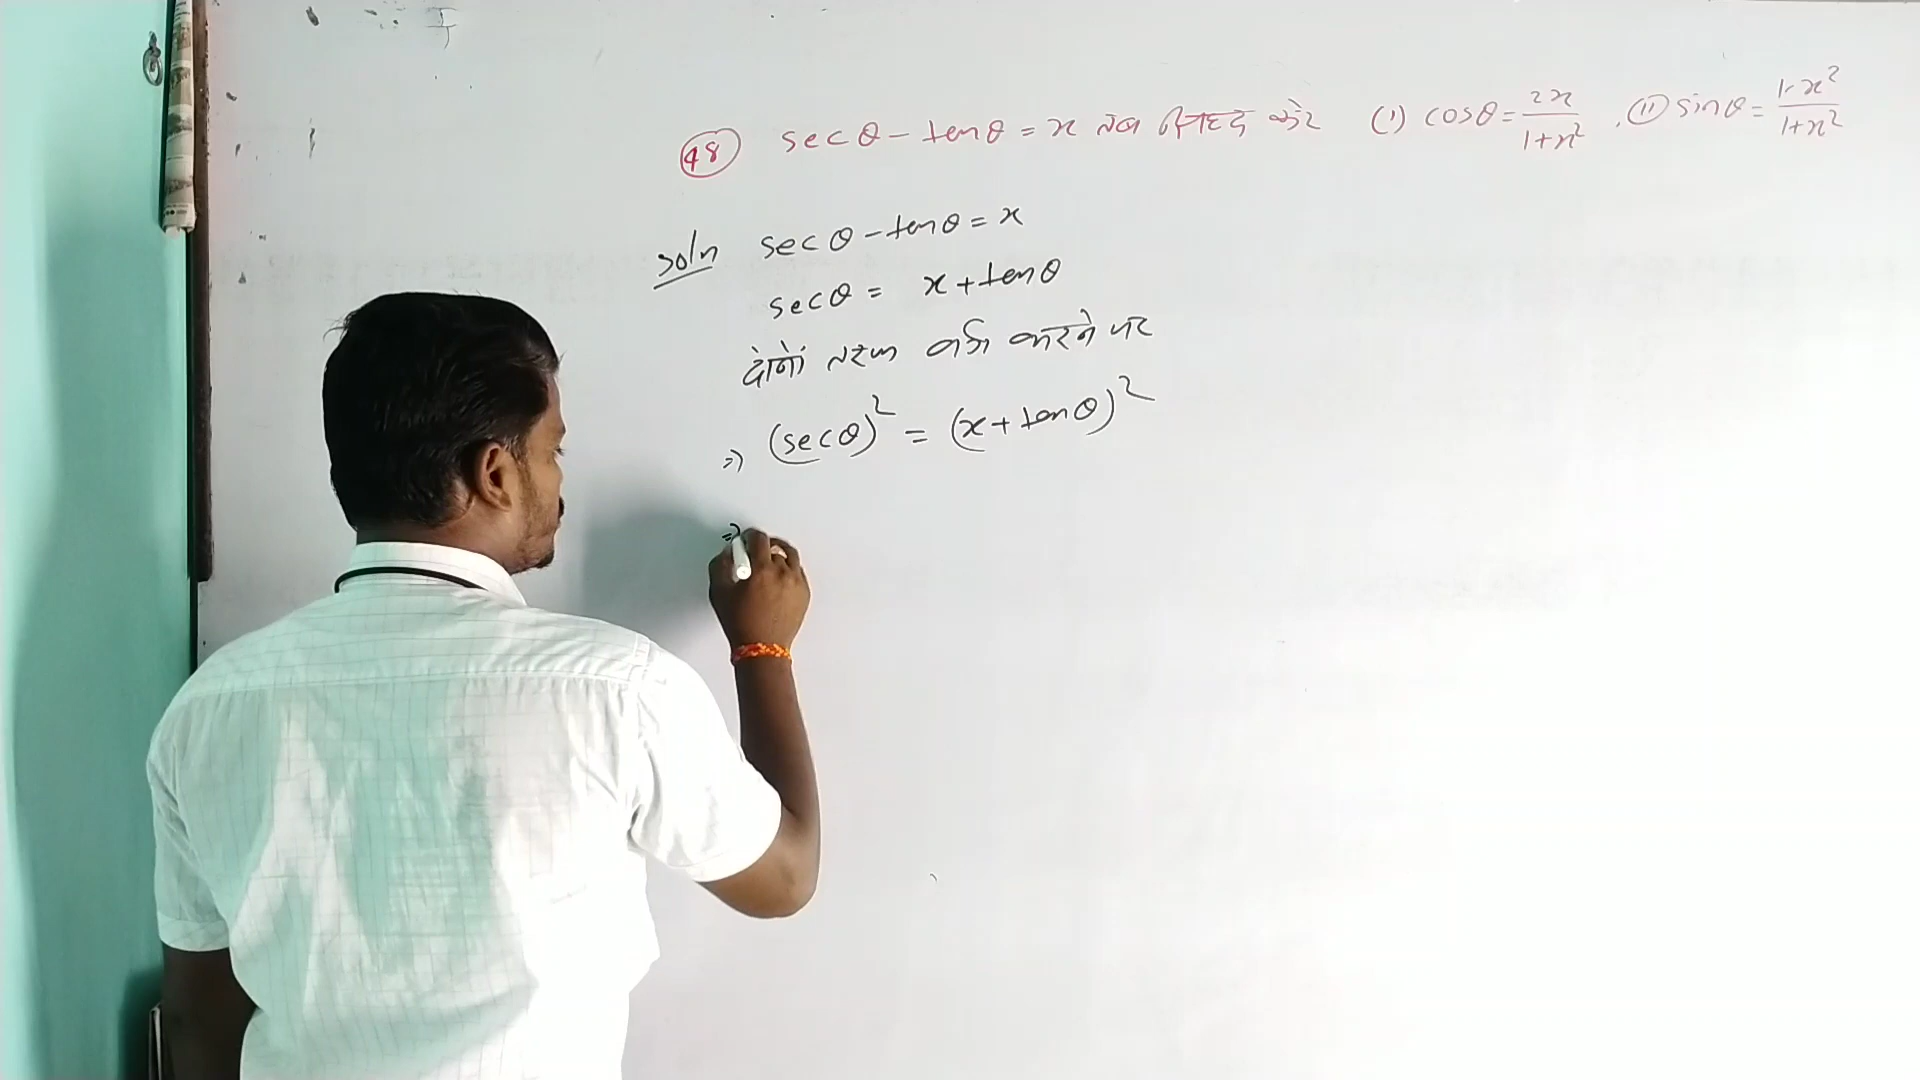 48 secθ - tanθ = x तब सिद्ध करें (i) cosθ = 2x/1+x² , (ii) sinθ = 1-x²/1+x²
Soln secθ - tanθ = x
secθ = x + tanθ
दोनों तरफ वर्ग करने पर
⇒ (secθ)² = (x + tanθ)²
⇒